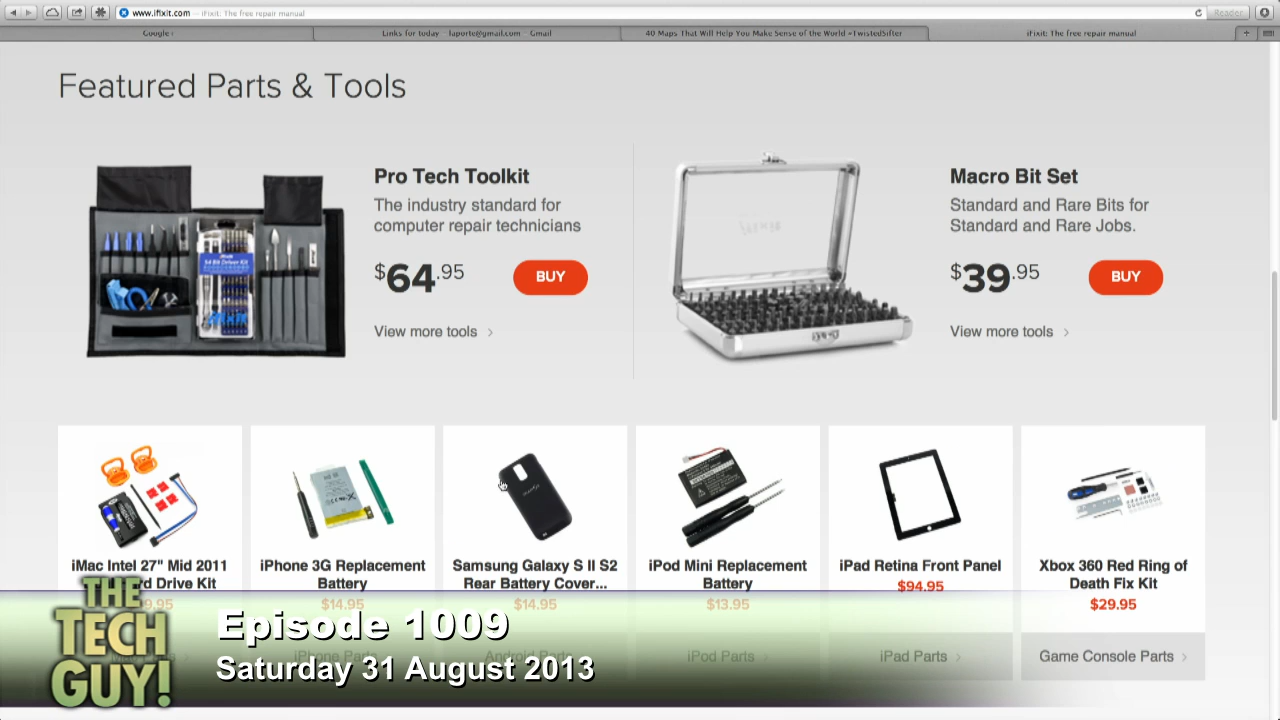 www.ifixit.com — iFixit: The free repair manual
Reader
Google
Links for today – laporte@gmail.com – Gmail
40 Maps That Will Help You Make Sense of the World «TwistedSifter
iFixit: The free repair manual
Featured Parts & Tools
Pro Tech Toolkit
The industry standard for
computer repair technicians
$64.95
BUY
View more tools
Macro Bit Set
Standard and Rare Bits for
Standard and Rare Jobs.
$39.95
BUY
View more tools
iMac Intel 27" Mid 2011
Drive Kit
iPhone 3G Replacement
Battery
$14.95
Samsung Galaxy S II S2
Rear Battery Cover...
$14.95
iPod Mini Replacement
Battery
$13.95
iPad Retina Front Panel
$94.95
Xbox 360 Red Ring of
Death Fix Kit
$29.95
iPhone Parts
Android Parts
iPod Parts
iPad Parts
Game Console Parts
THE
TECH
GUY!
Episode 1009
Saturday 31 August 2013